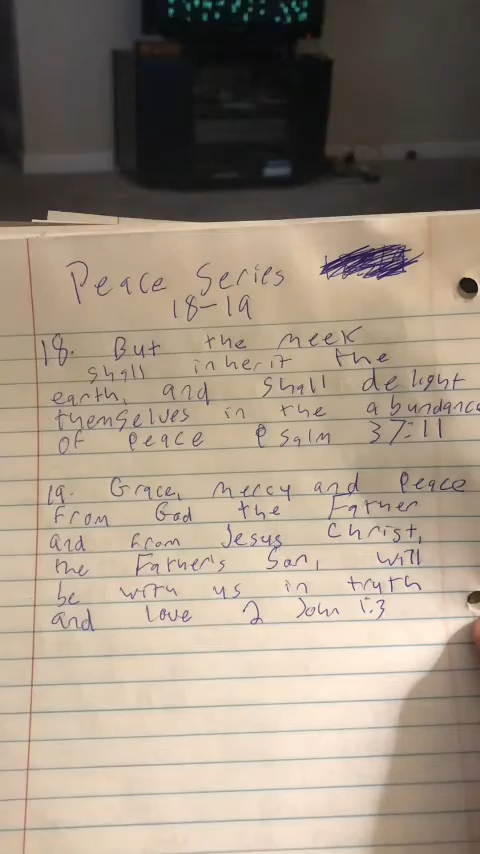 Peace Series
18-19
18. But the meek
shall inherit the
earth, and shall delight
themselves in the abundance
of peace Psalm 37:11
19. Grace, mercy and Peace
from God the Father
and from Jesus Christ,
the Father's Son, will
be with us in truth
and love 2 John 1:3